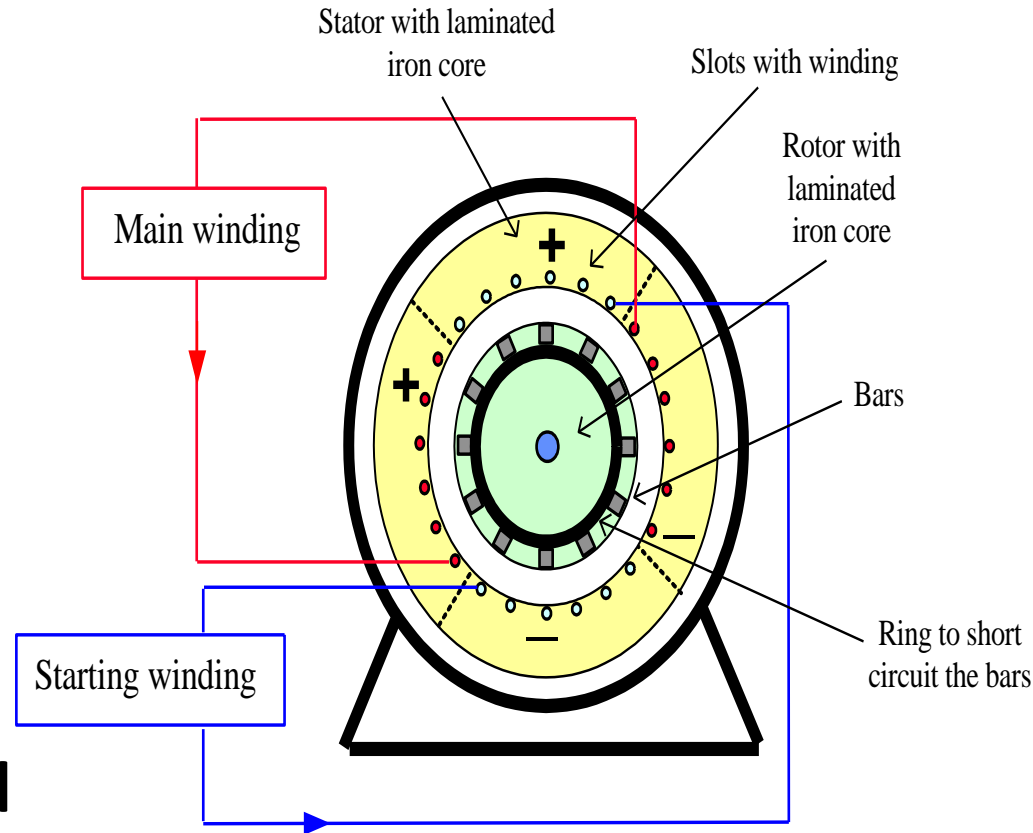 Stator with laminated
iron core
Slots with winding
Rotor with
laminated
iron core
Main winding
+
+
Bars
−
−
Starting winding
Ring to short
circuit the bars